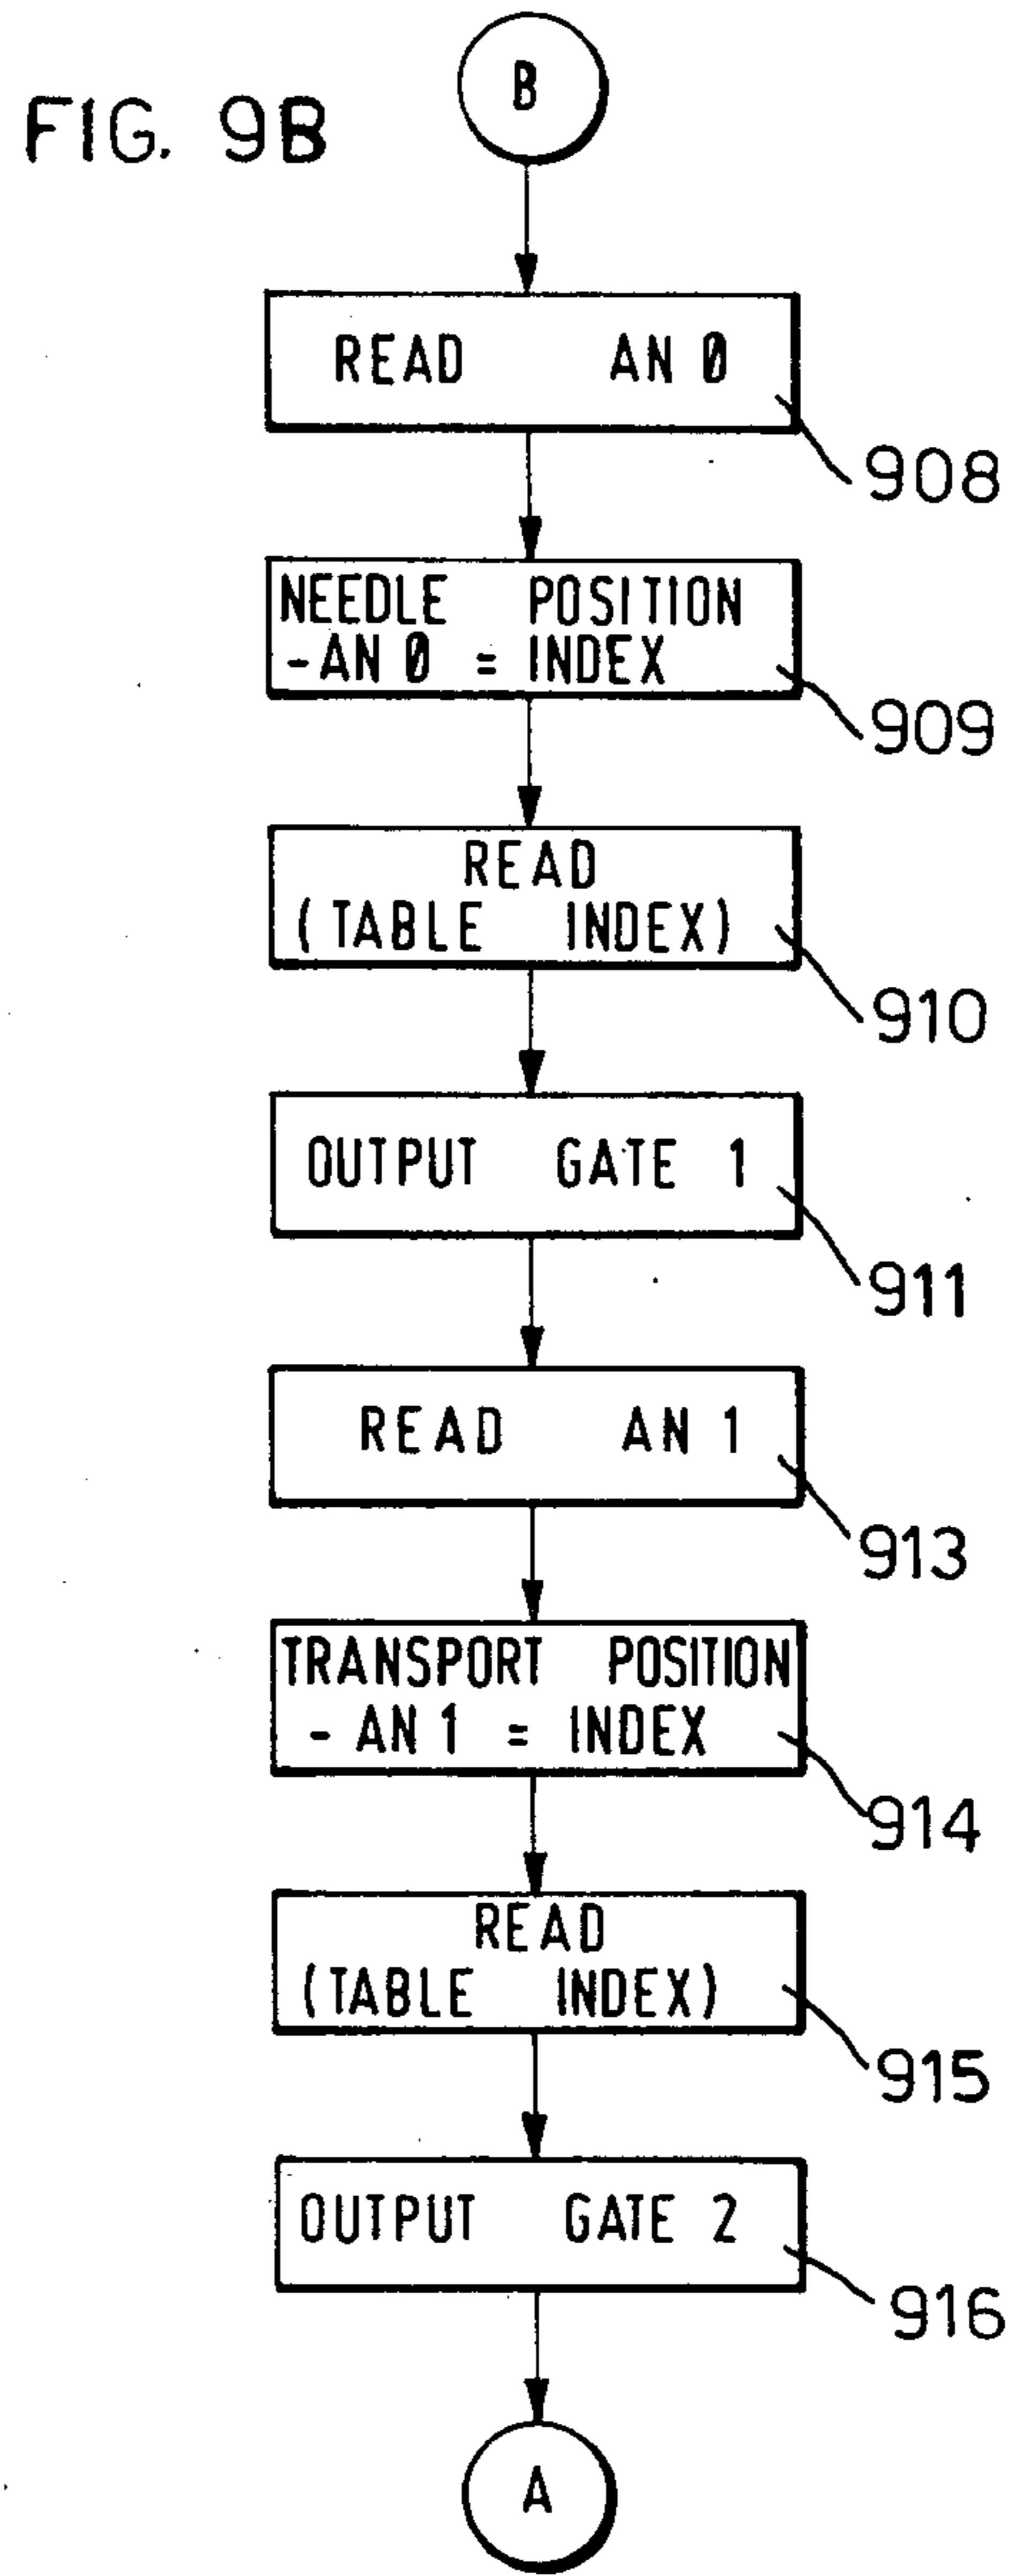 FIG. 9B
B
READ AN 0
908
NEEDLE POSITION
-AN 0 = INDEX
909
READ
(TABLE INDEX)
910
OUTPUT GATE 1
911
READ AN 1
913
TRANSPORT POSITION
- AN 1 = INDEX
914
READ
(TABLE INDEX)
915
OUTPUT GATE 2
916
A